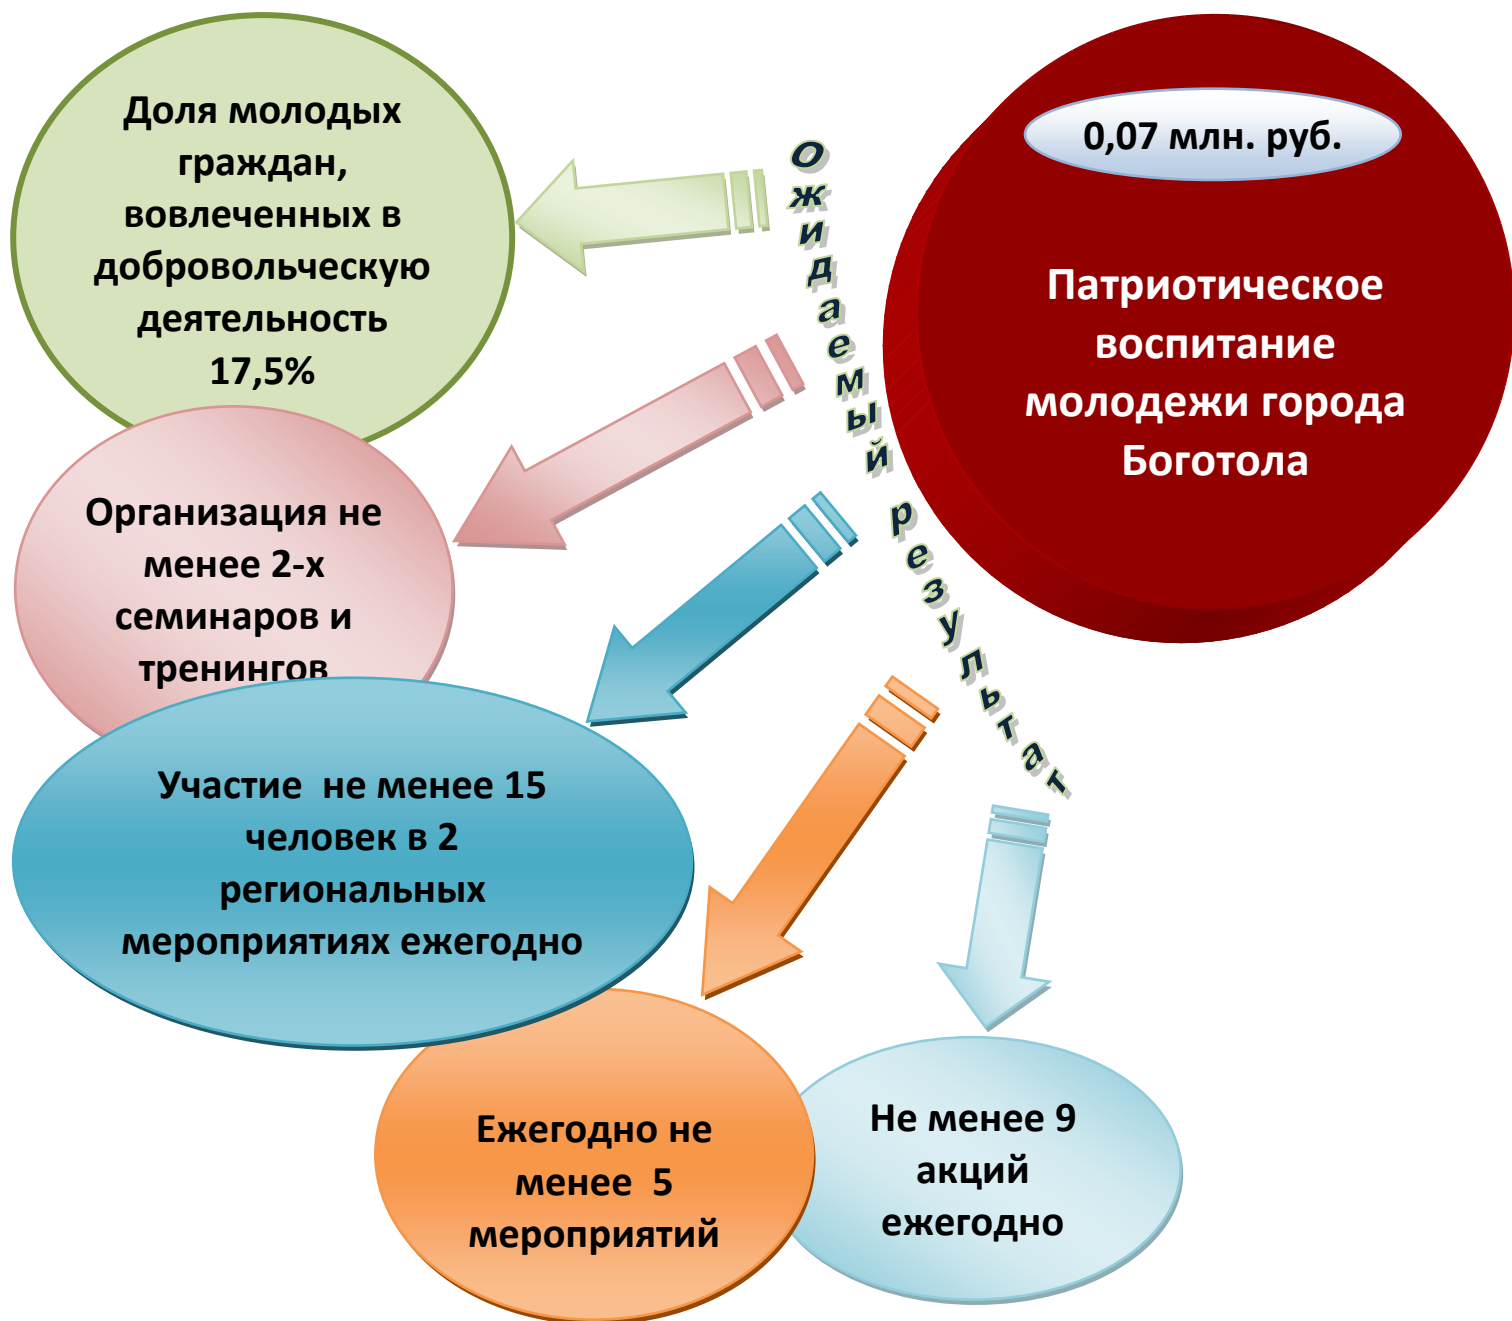 Доля молодых
граждан,
вовлеченных в
добровольческую
деятельность
17,5%
Организация не
менее 2-х
семинаров и
тренингов
Участие не менее 15
человек в 2
региональных
мероприятиях ежегодно
Ежегодно не
менее 5
мероприятий
Не менее 9
акций
ежегодно
Ожидаемый результат
0,07 млн. руб.
Патриотическое
воспитание
молодежи города
Боготола